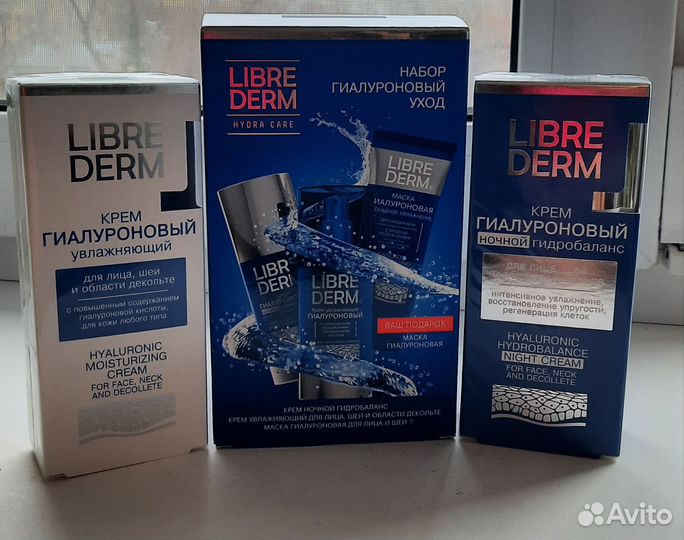 LIBRE
DERM
КРЕМ
ГИАЛУРОНОВЫЙ
увлажняющий
для лица, шеи
и области декольте
с повышенным содержанием
гиалуроновой кислоты,
для кожи любого типа
HYALURONIC
MOISTURIZING
CREAM
FOR FACE, NECK
AND DECOLLETE
LIBRE
DERM
HYDRA CARE
НАБОР
ГИАЛУРОНОВЫЙ
УХОД
LIBRE
DERM
МАСКА
ГИАЛУРОНОВАЯ
LIBRE
DERM
LIBRE
DERM
ГИАЛУРОНОВЫЙ
ВАШ ПОДАРОК
МАСКА
ГИАЛУРОНОВАЯ
КРЕМ НОЧНОЙ ГИДРОБАЛАНС
КРЕМ УВЛАЖНЯЮЩИЙ ДЛЯ ЛИЦА, ШЕИ И ОБЛАСТИ ДЕКОЛЬТЕ
МАСКА ГИАЛУРОНОВАЯ ДЛЯ ЛИЦА И ШЕИ
LIBRE
DERM
КРЕМ
ГИАЛУРОНОВЫЙ
НОЧНОЙ гидробаланс
для лица
интенсивное увлажнение,
восстановление упругости,
регенерация клеток
HYALURONIC
HYDROBALANCE
NIGHT CREAM
FOR FACE, NECK
AND DECOLLETE
Avito